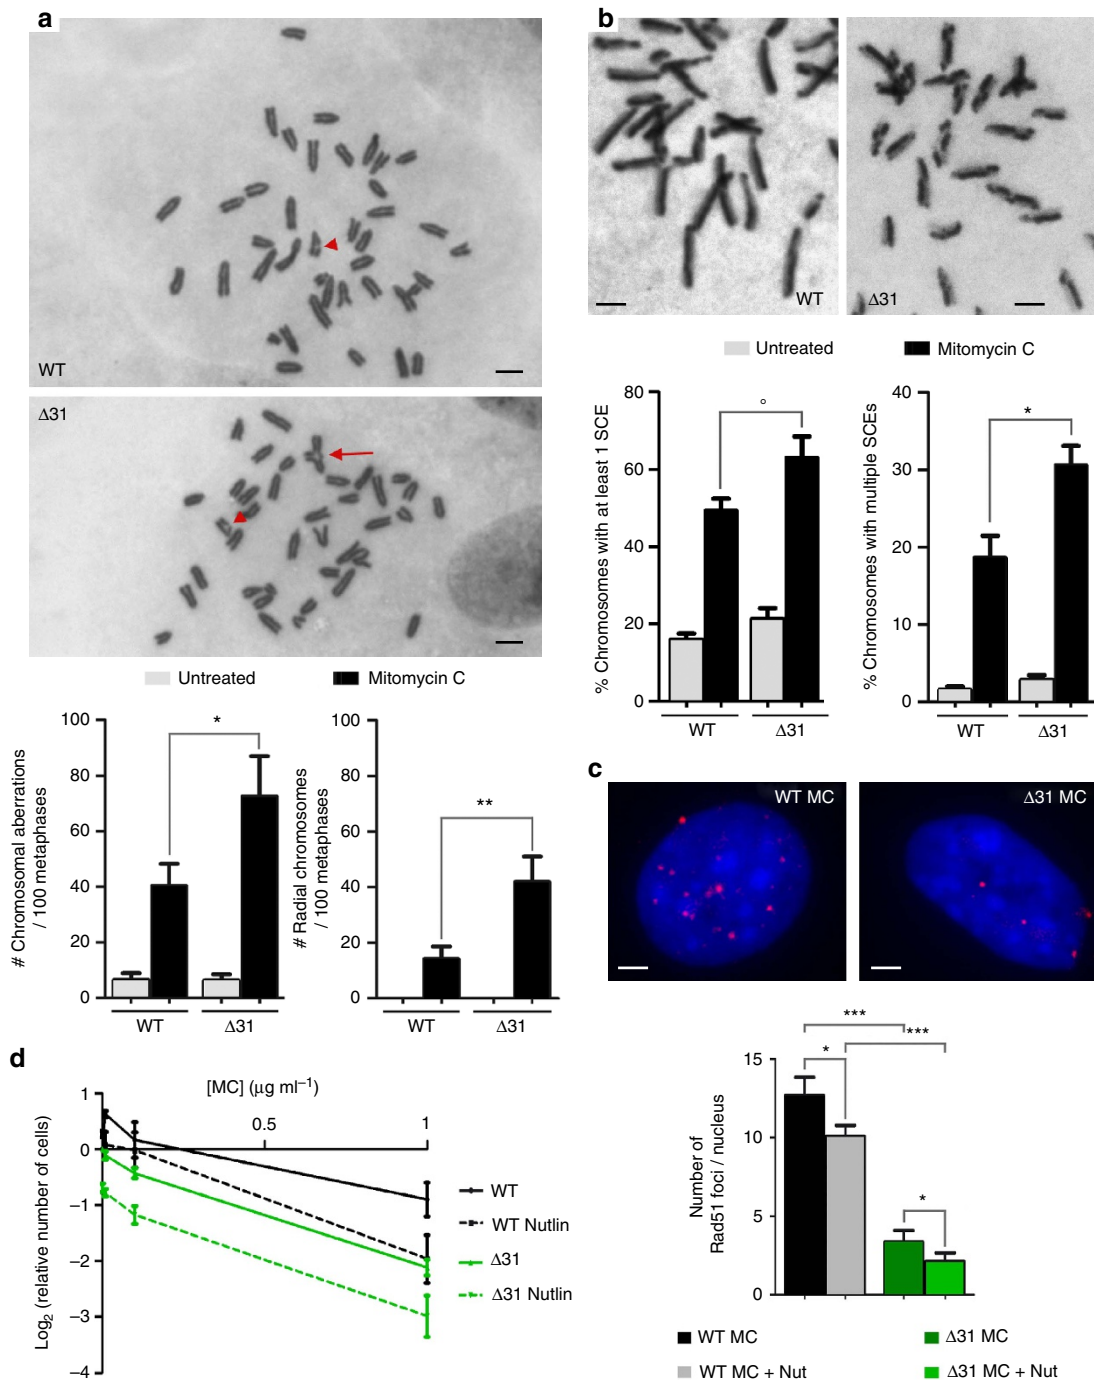 a
WT
Δ31
Untreated
Mitomycin C
# Chromosomal aberrations
/ 100 metaphases
100
80
60
40
20
0
*
WT
Δ31
# Radial chromosomes
/ 100 metaphases
100
80
60
40
20
0
**
WT
Δ31
b
WT
Δ31
Untreated
Mitomycin C
% Chromosomes with at least 1 SCE
80
60
40
20
0
°
WT
Δ31
% Chromosomes with multiple SCEs
40
30
20
10
0
*
WT
Δ31
c
WT MC
Δ31 MC
Number of
Rad51 foci / nucleus
15
10
5
0
***
***
*
*
WT MC
Δ31 MC
WT MC + Nut
Δ31 MC + Nut
d
[MC] (μg ml⁻¹)
0.5
1
Log₂ (relative number of cells)
1
0
−1
−2
−3
−4
WT
WT Nutlin
Δ31
Δ31 Nutlin